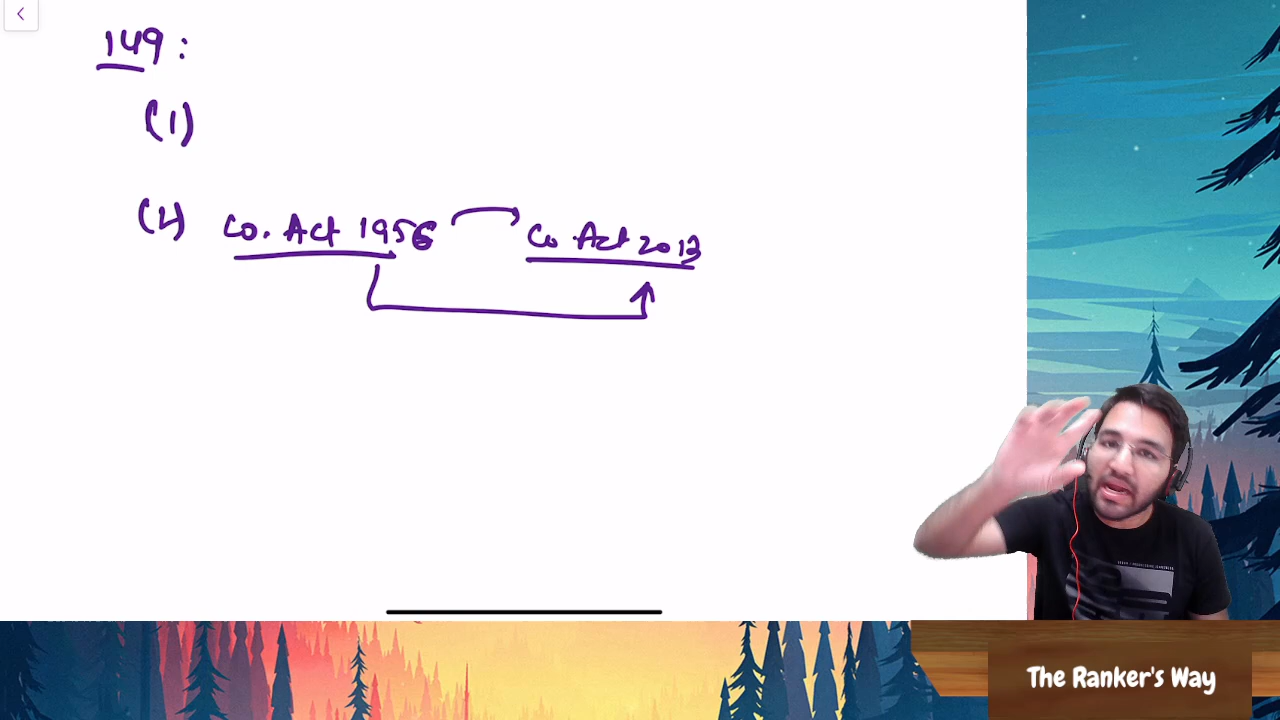 149:
(1)
(2) Co. Act 1956 Co. Act 2013
The Ranker's Way